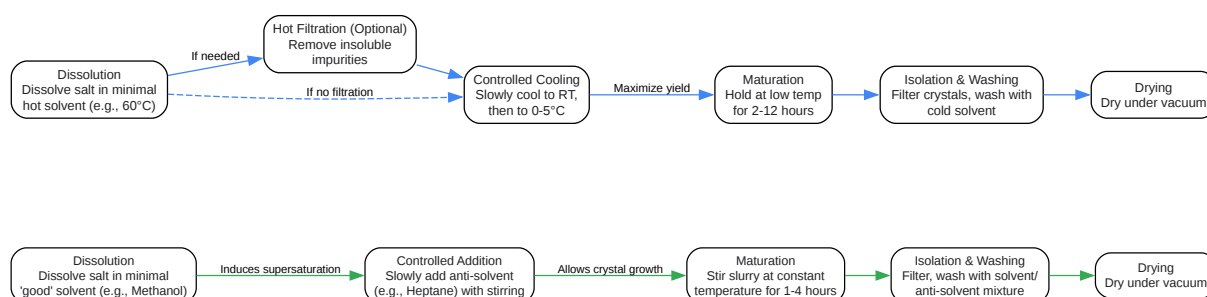 Hot Filtration (Optional)
Remove insoluble
impurities
If needed
Dissolution
Dissolve salt in minimal
hot solvent (e.g., 60°C)
If no filtration
Controlled Cooling
Slowly cool to RT,
then to 0-5°C
Maximize yield
Maturation
Hold at low temp
for 2-12 hours
Isolation & Washing
Filter crystals, wash with
cold solvent
Drying
Dry under vacuum
Dissolution
Dissolve salt in minimal
'good' solvent (e.g., Methanol)
Induces supersaturation
Controlled Addition
Slowly add anti-solvent
(e.g., Heptane) with stirring
Allows crystal growth
Maturation
Stir slurry at constant
temperature for 1-4 hours
Isolation & Washing
Filter, wash with solvent/
anti-solvent mixture
Drying
Dry under vacuum